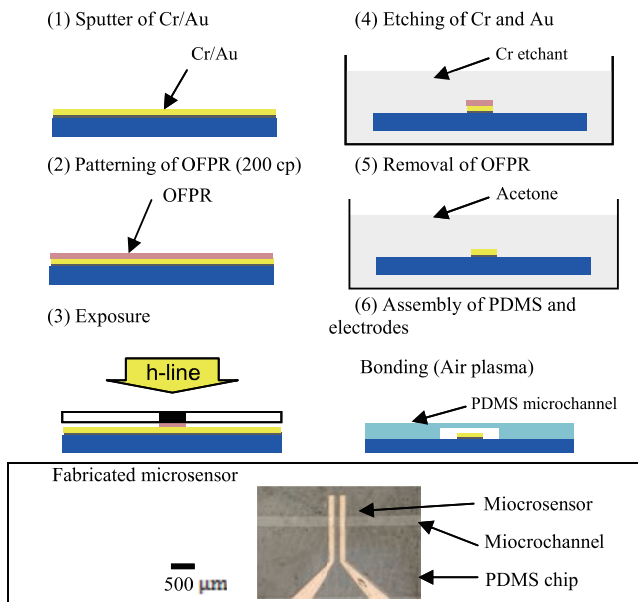 (1) Sputter of Cr/Au
Cr/Au
(2) Patterning of OFPR (200 cp)
OFPR
(3) Exposure
h-line
(4) Etching of Cr and Au
Cr etchant
(5) Removal of OFPR
Acetone
(6) Assembly of PDMS and
electrodes
Bonding (Air plasma)
PDMS microchannel
Fabricated microsensor
Miocrosensor
Miocrochannel
PDMS chip
500 μm